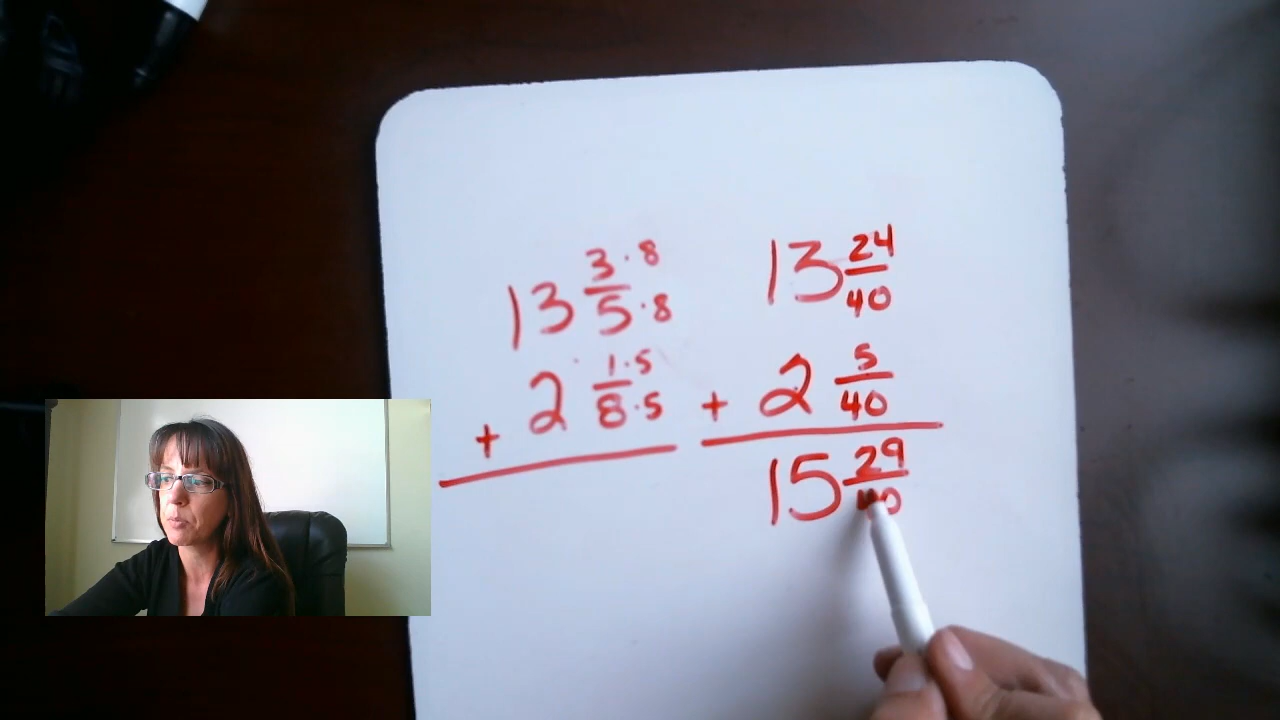 13 3/5 ·8 ·8
+ 2 1/8 ·5 ·5
13 24/40
+ 2 5/40
15 29/40